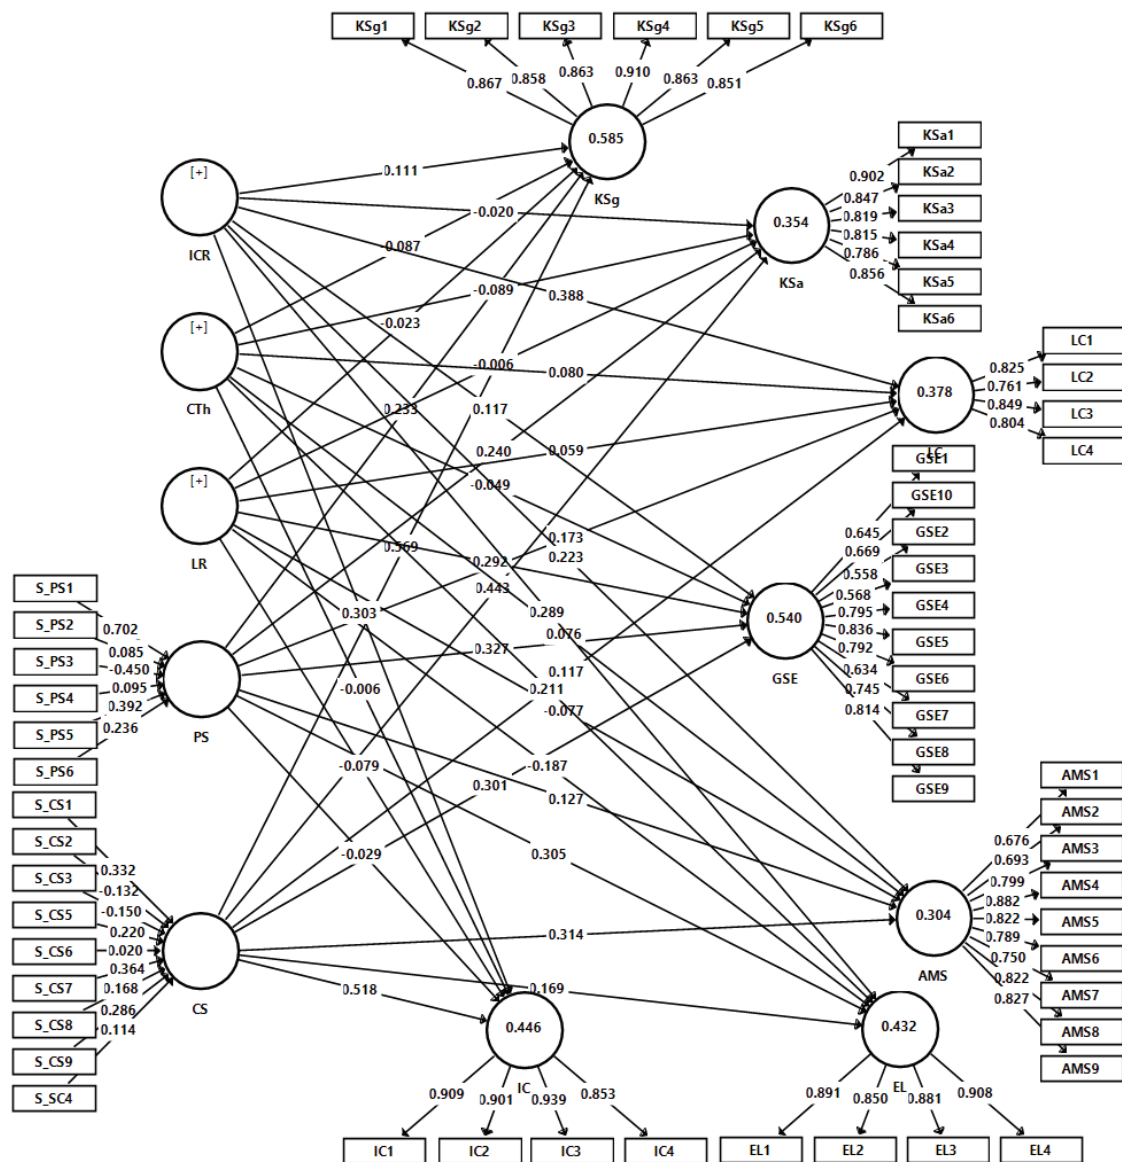 KSg1 KSg2 KSg3 KSg4 KSg5 KSg6
0.867 0.858 0.863 0.910 0.863 0.851
0.585
KSg
[+]
ICR
0.111
-0.020
KSa1
KSa2
KSa3
KSa4
KSa5
KSa6
0.902
0.847
0.819
0.815
0.786
0.856
0.354
KSa
-0.087
-0.089
0.388
-0.023
[+]
CTh
-0.006
0.080
0.233
0.117
LC1
LC2
LC3
LC4
0.825
0.761
0.849
0.804
0.378
LC
0.240
0.059
-0.049
[+]
LR
0.173
0.223
0.569
0.292
0.443
GSE1
GSE10
GSE2
GSE3
GSE4
GSE5
GSE6
GSE7
GSE8
GSE9
0.645
0.669
0.558
0.568
0.795
0.836
0.792
0.634
0.745
0.814
0.540
GSE
0.303
0.289
0.076
0.327
0.117
-0.006
0.211
-0.077
S_PS1
S_PS2
S_PS3
S_PS4
S_PS5
S_PS6
0.702
0.085
-0.450
0.095
0.392
0.236
PS
-0.079
-0.187
0.301
0.127
-0.029
0.305
S_CS1
S_CS2
S_CS3
S_CS5
S_CS6
S_CS7
S_CS8
S_CS9
S_SC4
0.332
-0.132
-0.150
0.220
0.020
0.364
0.168
0.286
0.114
CS
0.314
0.518
0.169
AMS1
AMS2
AMS3
AMS4
AMS5
AMS6
AMS7
AMS8
AMS9
0.676
0.693
0.799
0.882
0.822
0.789
0.750
0.822
0.827
0.304
AMS
0.446
IC
0.432
EL
0.909 0.901 0.939 0.853
0.891 0.850 0.881 0.908
IC1 IC2 IC3 IC4 EL1 EL2 EL3 EL4